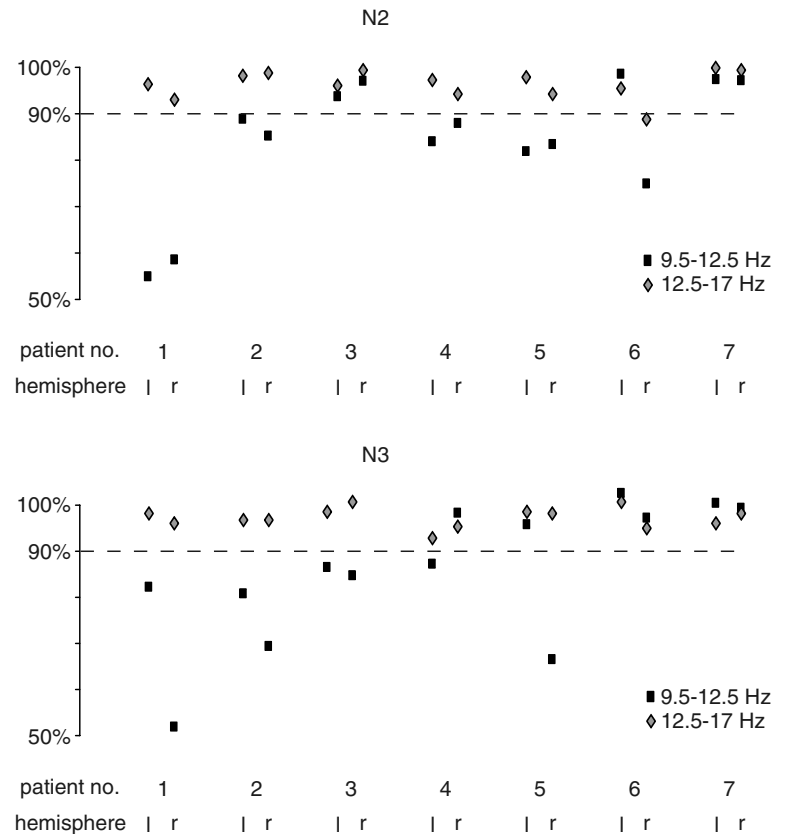 N2
100%
90%
50%
9.5-12.5 Hz
12.5-17 Hz
patient no. 1 2 3 4 5 6 7
hemisphere l r l r l r l r l r l r l r
N3
100%
90%
50%
9.5-12.5 Hz
12.5-17 Hz
patient no. 1 2 3 4 5 6 7
hemisphere l r l r l r l r l r l r l r